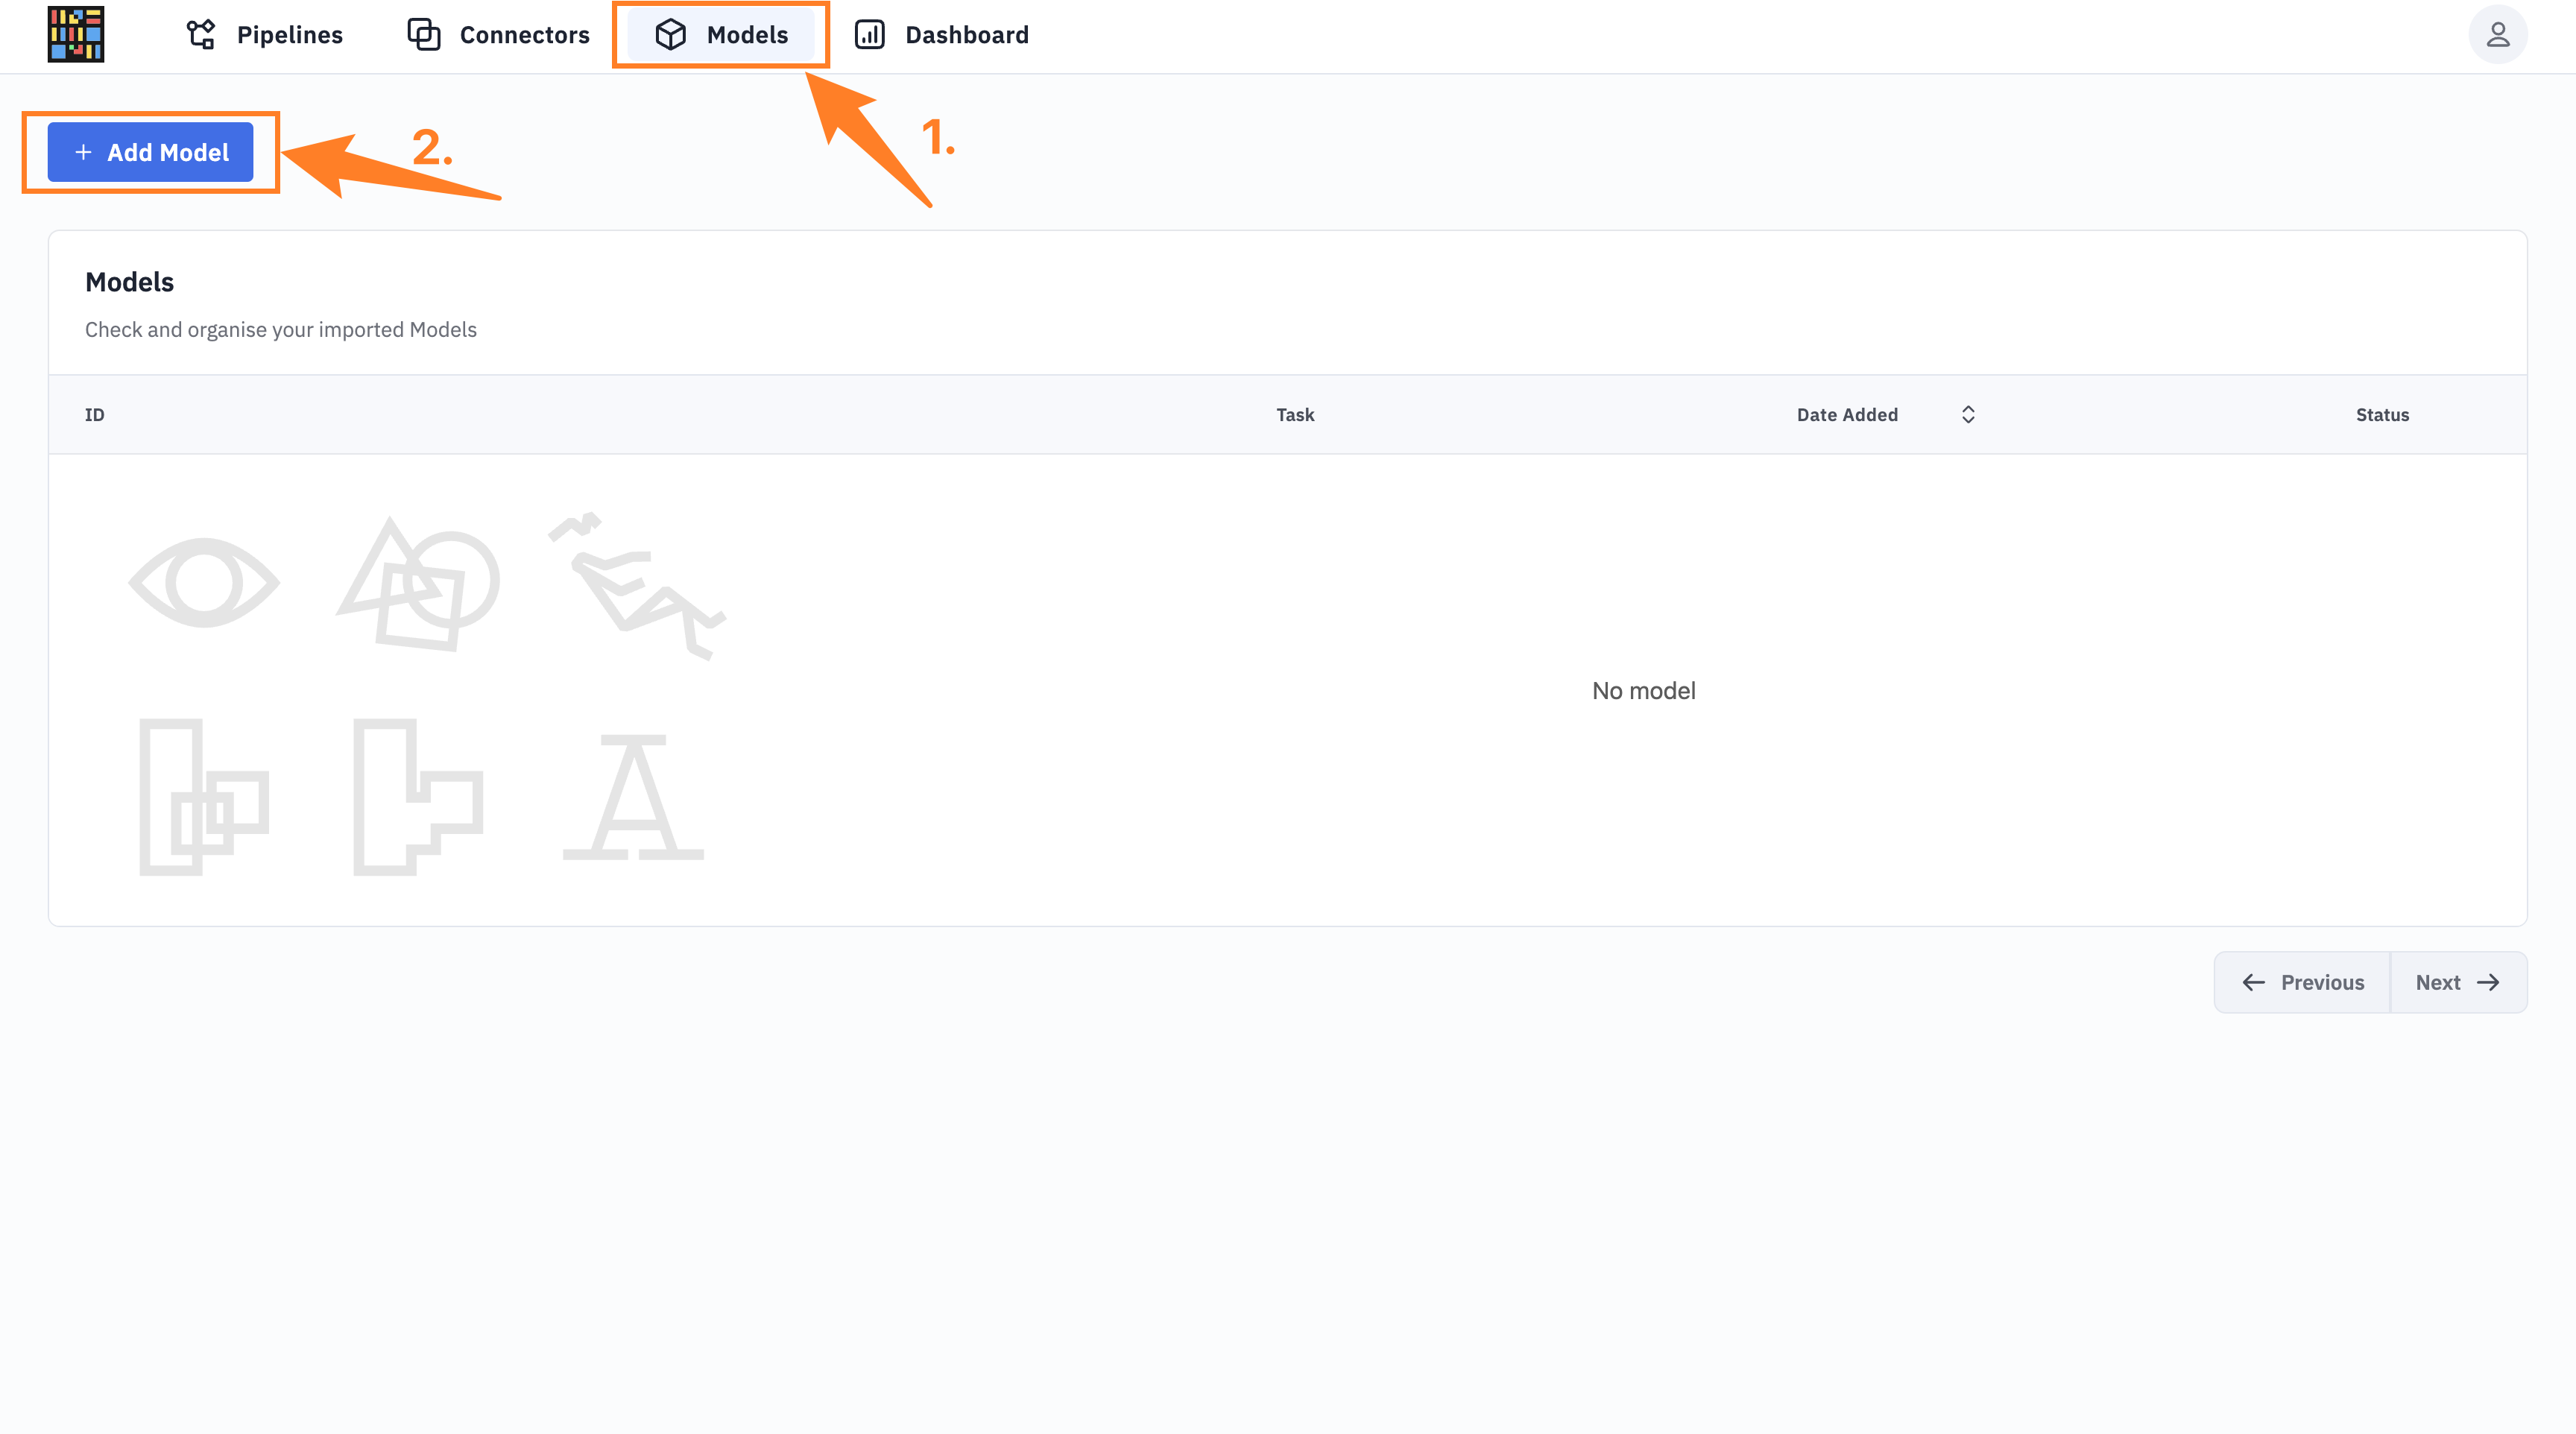 Pipelines
Connectors
Models
Dashboard
1.
2.
+ Add Model
Models
Check and organise your imported Models
ID
Task
Date Added
Status
No model
Previous
Next